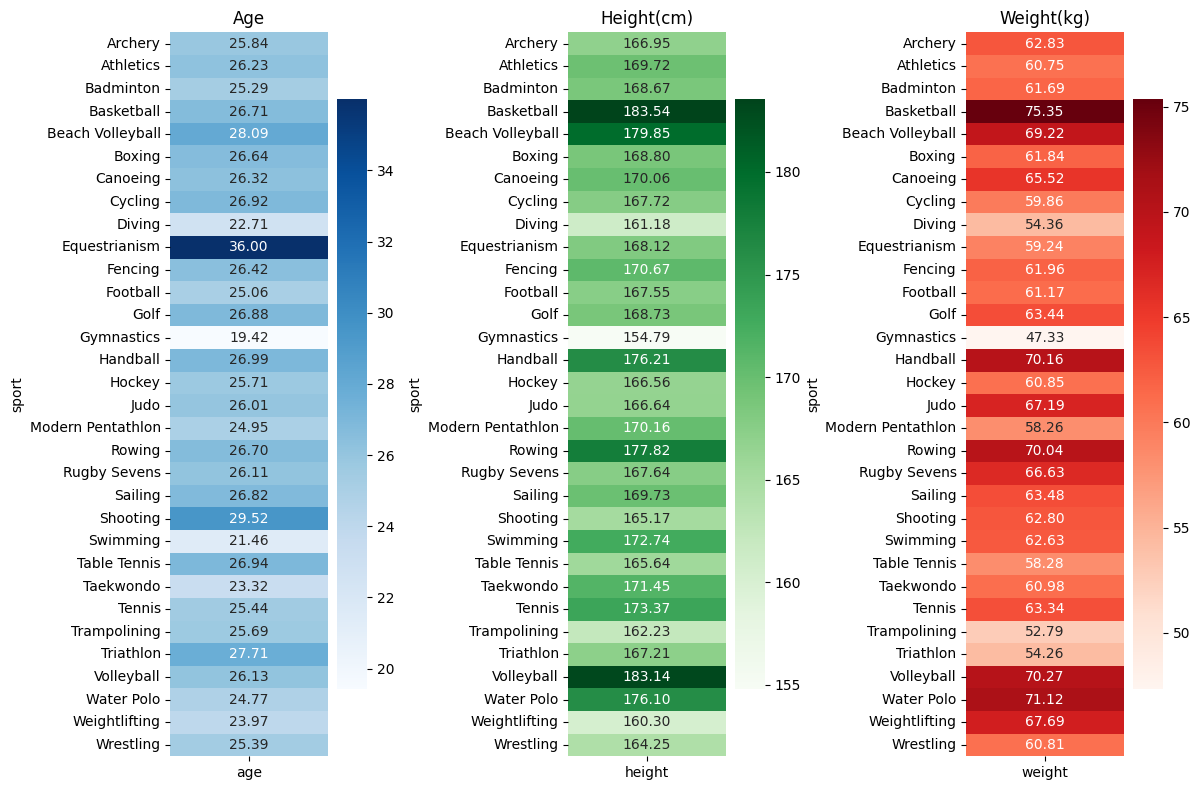 Age
Archery 25.84
Athletics 26.23
Badminton 25.29
Basketball 26.71
Beach Volleyball 28.09
Boxing 26.64
Canoeing 26.32
Cycling 26.92
Diving 22.71
Equestrianism 36.00
Fencing 26.42
Football 25.06
Golf 26.88
Gymnastics 19.42
Handball 26.99
Hockey 25.71
Judo 26.01
Modern Pentathlon 24.95
Rowing 26.70
Rugby Sevens 26.11
Sailing 26.82
Shooting 29.52
Swimming 21.46
Table Tennis 26.94
Taekwondo 23.32
Tennis 25.44
Trampolining 25.69
Triathlon 27.71
Volleyball 26.13
Water Polo 24.77
Weightlifting 23.97
Wrestling 25.39
sport
age
34
32
30
28
26
24
22
20
Height(cm)
Archery 166.95
Athletics 169.72
Badminton 168.67
Basketball 183.54
Beach Volleyball 179.85
Boxing 168.80
Canoeing 170.06
Cycling 167.72
Diving 161.18
Equestrianism 168.12
Fencing 170.67
Football 167.55
Golf 168.73
Gymnastics 154.79
Handball 176.21
Hockey 166.56
Judo 166.64
Modern Pentathlon 170.16
Rowing 177.82
Rugby Sevens 167.64
Sailing 169.73
Shooting 165.17
Swimming 172.74
Table Tennis 165.64
Taekwondo 171.45
Tennis 173.37
Trampolining 162.23
Triathlon 167.21
Volleyball 183.14
Water Polo 176.10
Weightlifting 160.30
Wrestling 164.25
sport
height
180
175
170
165
160
155
Weight(kg)
Archery 62.83
Athletics 60.75
Badminton 61.69
Basketball 75.35
Beach Volleyball 69.22
Boxing 61.84
Canoeing 65.52
Cycling 59.86
Diving 54.36
Equestrianism 59.24
Fencing 61.96
Football 61.17
Golf 63.44
Gymnastics 47.33
Handball 70.16
Hockey 60.85
Judo 67.19
Modern Pentathlon 58.26
Rowing 70.04
Rugby Sevens 66.63
Sailing 63.48
Shooting 62.80
Swimming 62.63
Table Tennis 58.28
Taekwondo 60.98
Tennis 63.34
Trampolining 52.79
Triathlon 54.26
Volleyball 70.27
Water Polo 71.12
Weightlifting 67.69
Wrestling 60.81
sport
weight
75
70
65
60
55
50